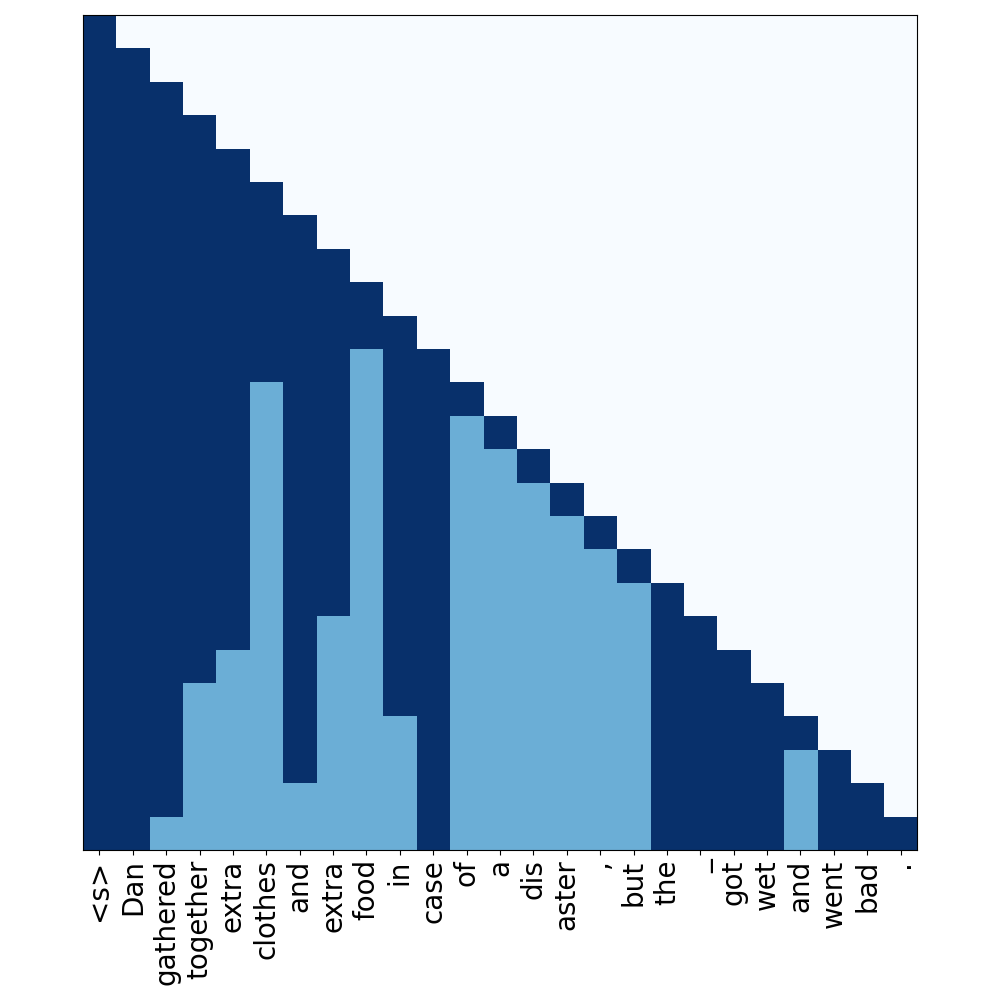 <s> Dan gathered together extra clothes and extra food in case of a dis aster , but the _ got wet and went bad .